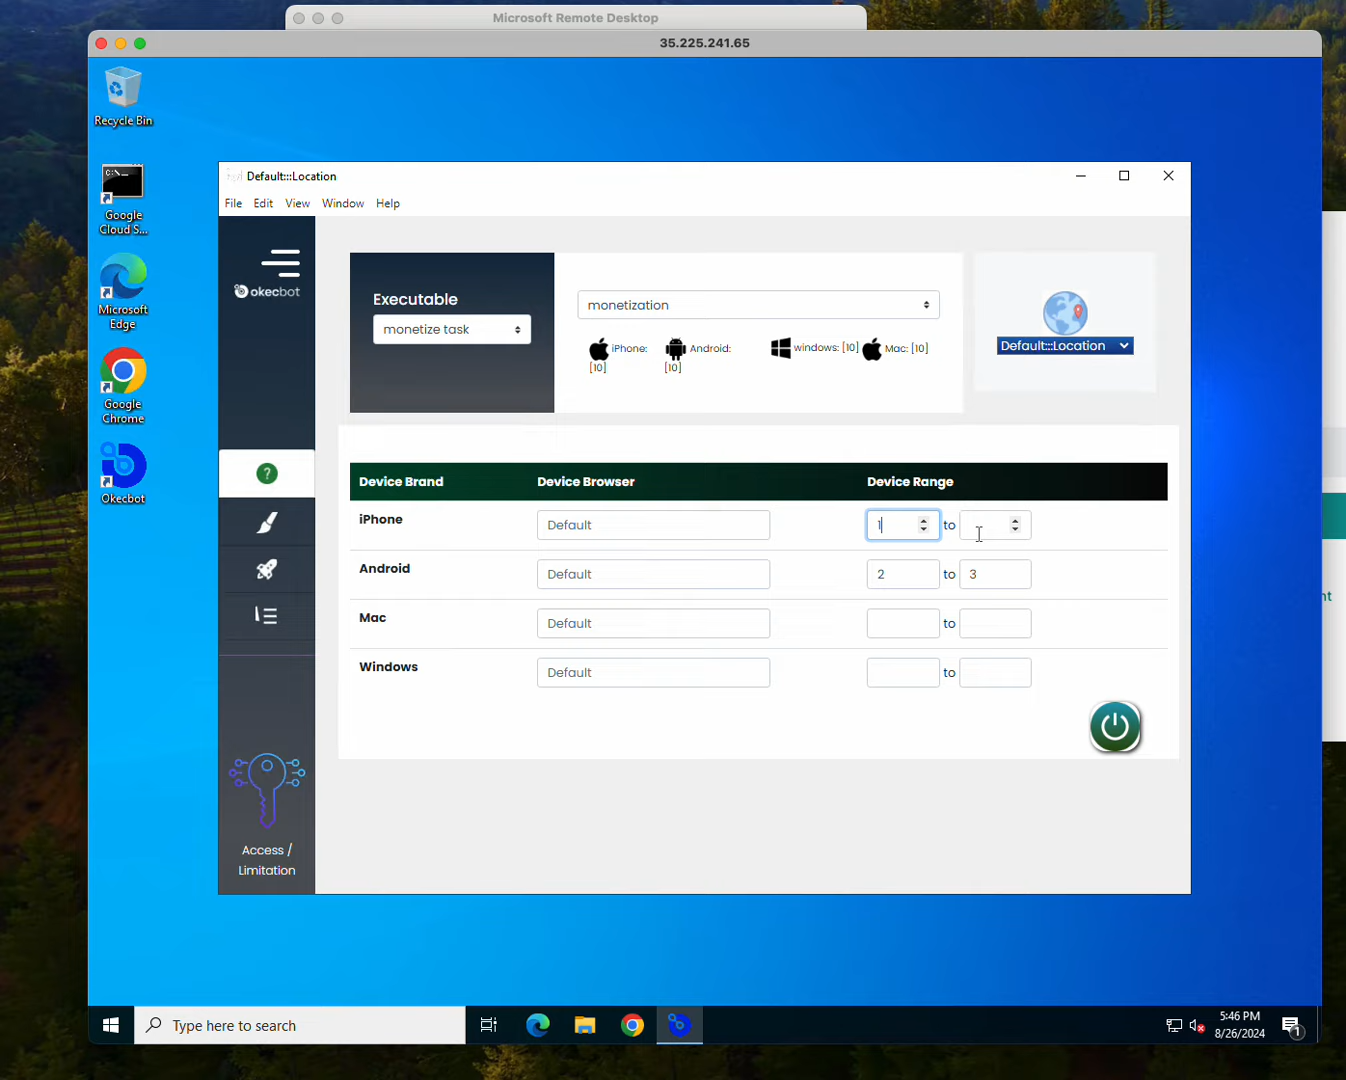 Microsoft Remote Desktop
35.225.241.65
Recycle Bin
Google
Cloud S...
Microsoft
Edge
Google
Chrome
Okecbot
Default:::Location
File Edit View Window Help
okecbot
Executable
monetize task
monetization
iPhone:
[10]
Android:
[10]
windows: [10]
Mac: [10]
Default:::Location
Device Brand Device Browser Device Range
iPhone Default 1 to
Android Default 2 to 3
Mac Default to
Windows Default to
Access /
Limitation
nt
Type here to search
5:46 PM
8/26/2024
1